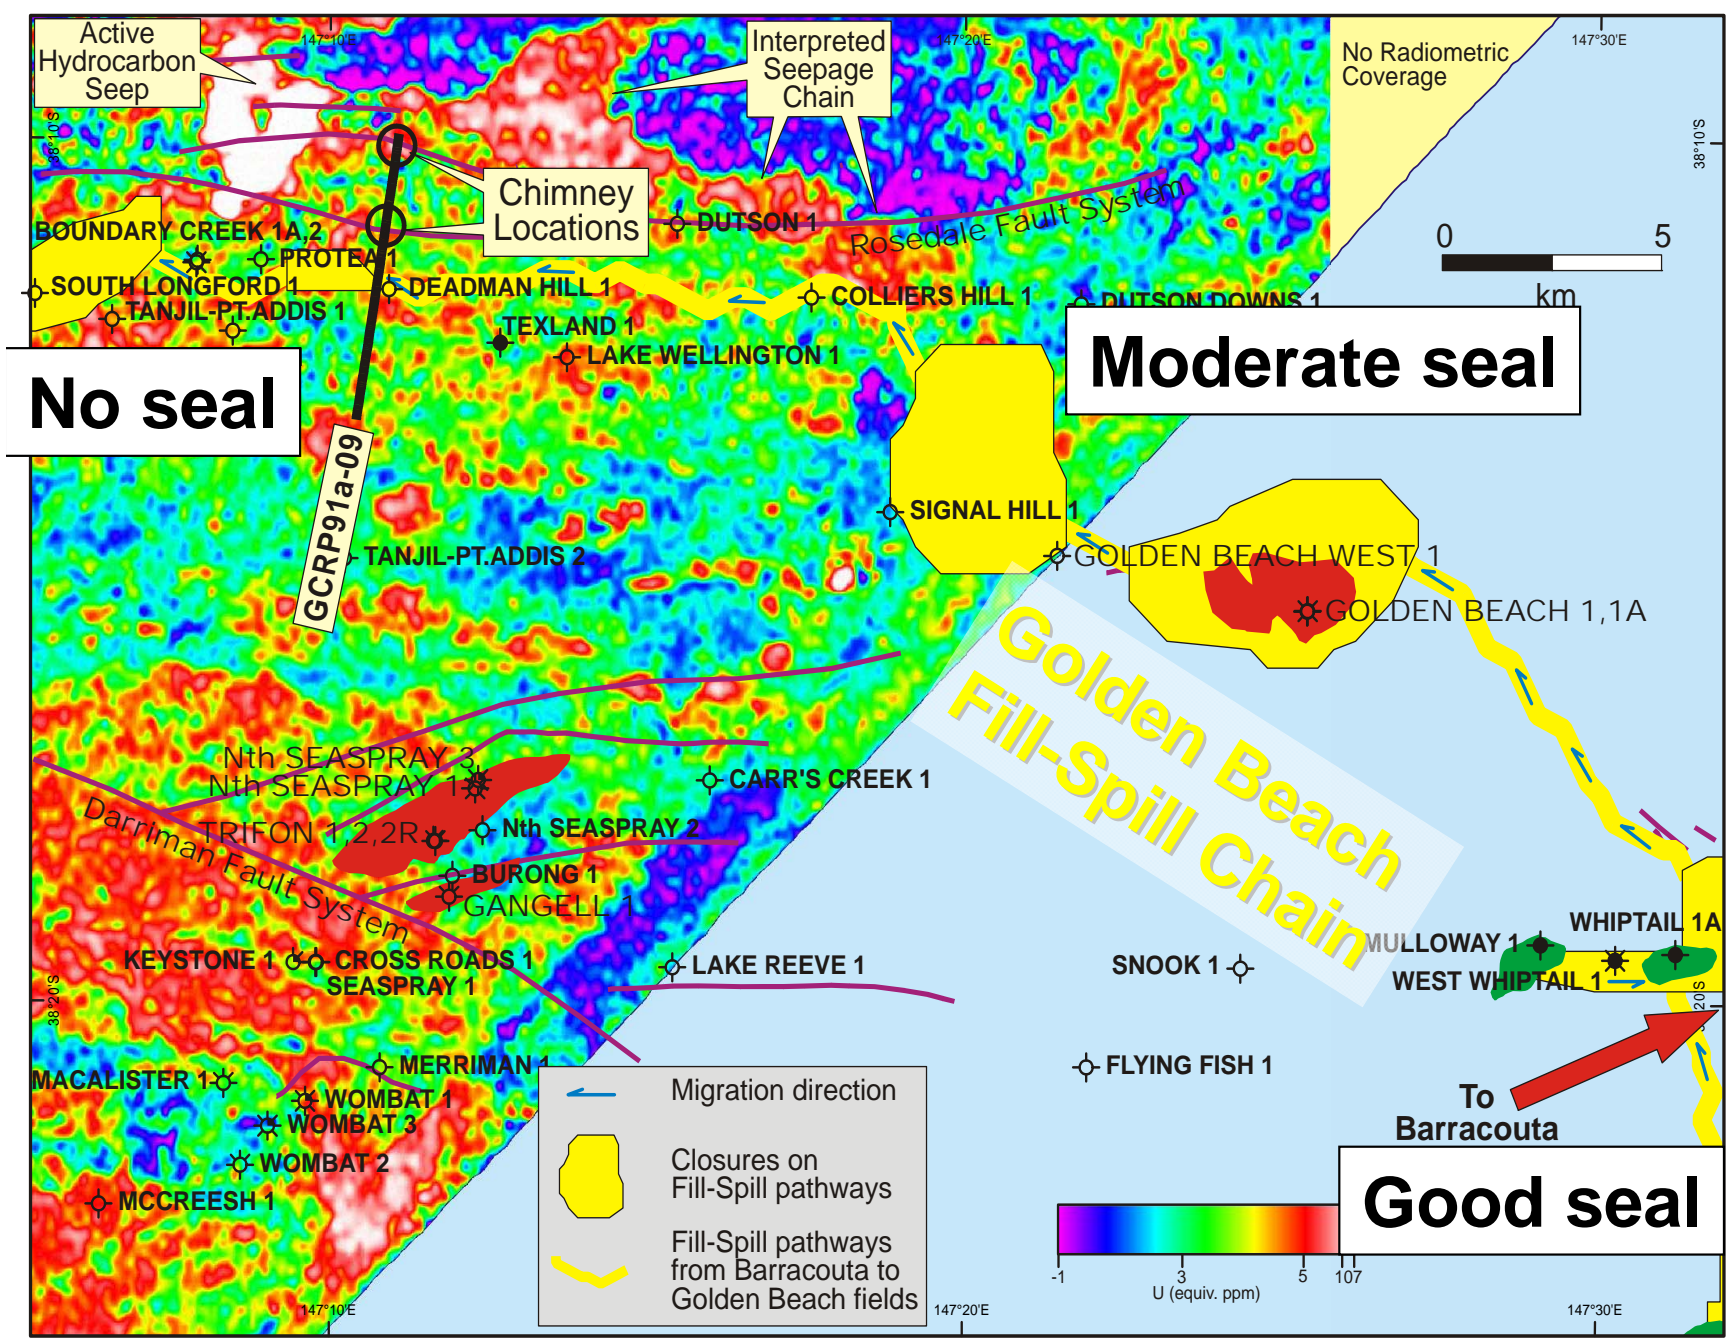 Active
Hydrocarbon
Seep
147°10'E
Interpreted
Seepage
Chain
147°20'E
147°30'E
No Radiometric
Coverage
38°10'S
38°10'S
Chimney
Locations
DUTSON 1
Rosedale Fault System
BOUNDARY CREEK 1A,2
PROTEA 1
0 5
km
SOUTH LONGFORD 1
DEADMAN HILL 1
COLLIERS HILL 1
DUTSON DOWNS 1
TANJIL-PT.ADDIS 1
TEXLAND 1
LAKE WELLINGTON 1
No seal
Moderate seal
GCRP91a-09
SIGNAL HILL 1
TANJIL-PT.ADDIS 2
GOLDEN BEACH WEST 1
GOLDEN BEACH 1,1A
Golden Beach
Fill-Spill Chain
Nth SEASPRAY 3
Nth SEASPRAY 1
CARR'S CREEK 1
Darriman Fault System
TRIFON 1,2,2R
Nth SEASPRAY 2
BURONG 1
GANGELL 1
KEYSTONE 1
CROSS ROADS 1
SEASPRAY 1
LAKE REEVE 1
SNOOK 1
MULLOWAY 1
WHIPTAIL 1A
WEST WHIPTAIL 1
38°20'S
20'S
MERRIMAN 1
FLYING FISH 1
MACALISTER 1
WOMBAT 1
WOMBAT 3
WOMBAT 2
MCCREESH 1
To
Barracouta
Good seal
Migration direction
Closures on
Fill-Spill pathways
Fill-Spill pathways
from Barracouta to
Golden Beach fields
-1 3 5 107
U (equiv. ppm)
147°10'E
147°20'E
147°30'E